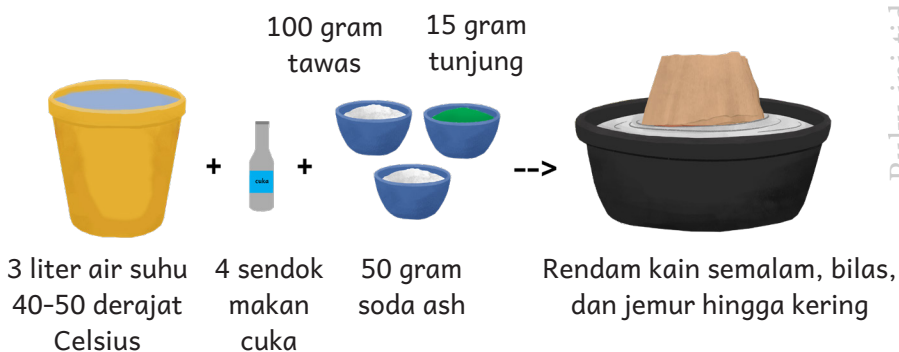 100 gram
tawas
15 gram
tunjung
+
cuka
+
-->
3 liter air suhu
40-50 derajat
Celsius
4 sendok
makan
cuka
50 gram
soda ash
Rendam kain semalam, bilas,
dan jemur hingga kering